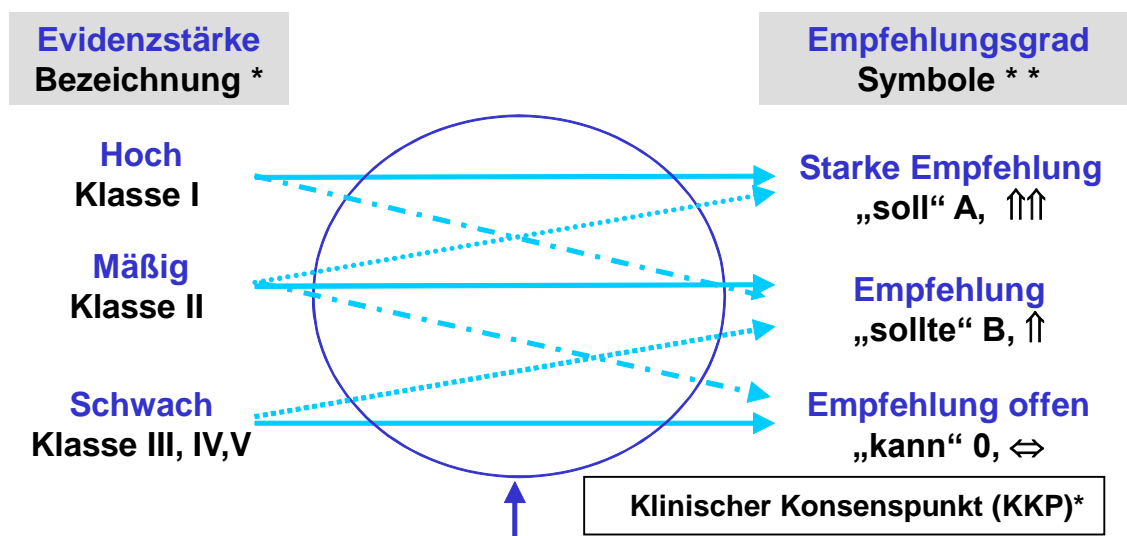 Evidenzstärke
Bezeichnung *
Empfehlungsgrad
Symbole * *
Hoch
Klasse I
Starke Empfehlung
„soll“ A, ⇑⇑
Mäßig
Klasse II
Empfehlung
„sollte“ B, ⇑
Schwach
Klasse III, IV,V
Empfehlung offen
„kann“ 0, ⇔
Klinischer Konsenspunkt (KKP)*